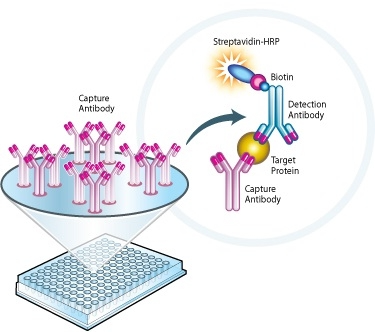 Streptavidin-HRP
Biotin
Capture
Antibody
Detection
Antibody
Target
Protein
Capture
Antibody